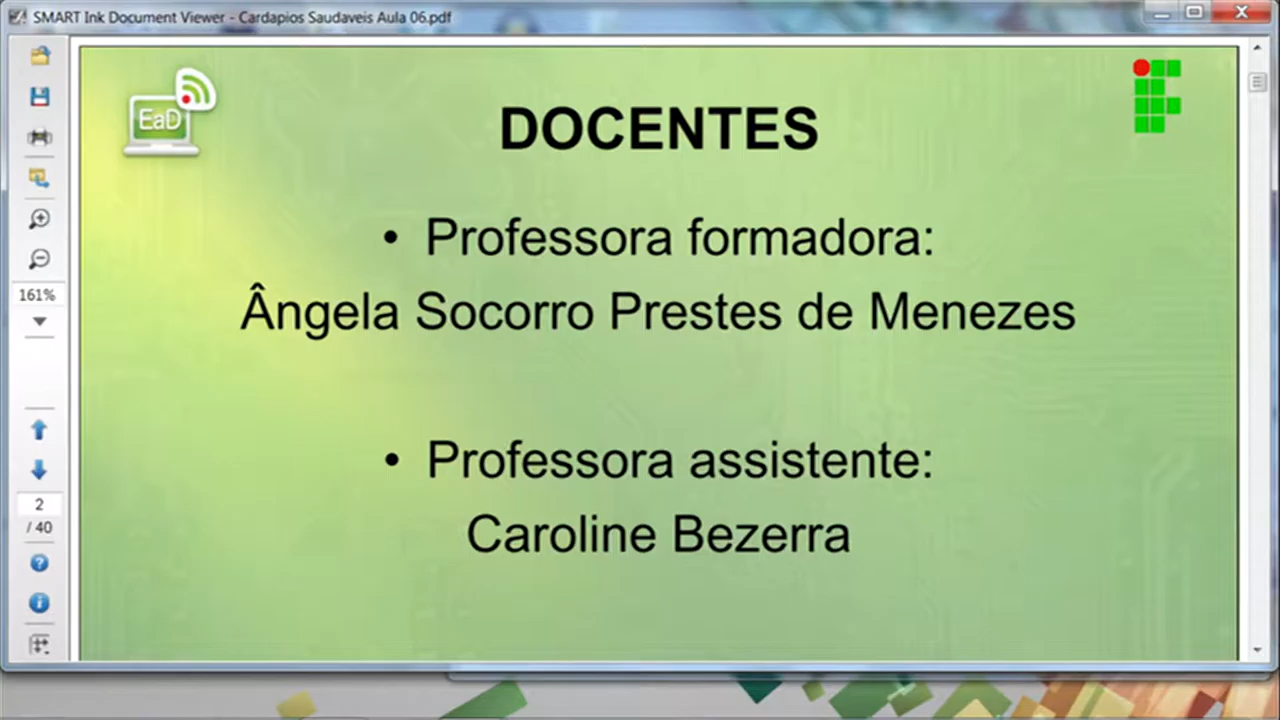 SMART Ink Document Viewer - Cardapios Saudaveis Aula 06.pdf
EaD
DOCENTES
• Professora formadora:
Ângela Socorro Prestes de Menezes
• Professora assistente:
Caroline Bezerra
161%
2
/ 40